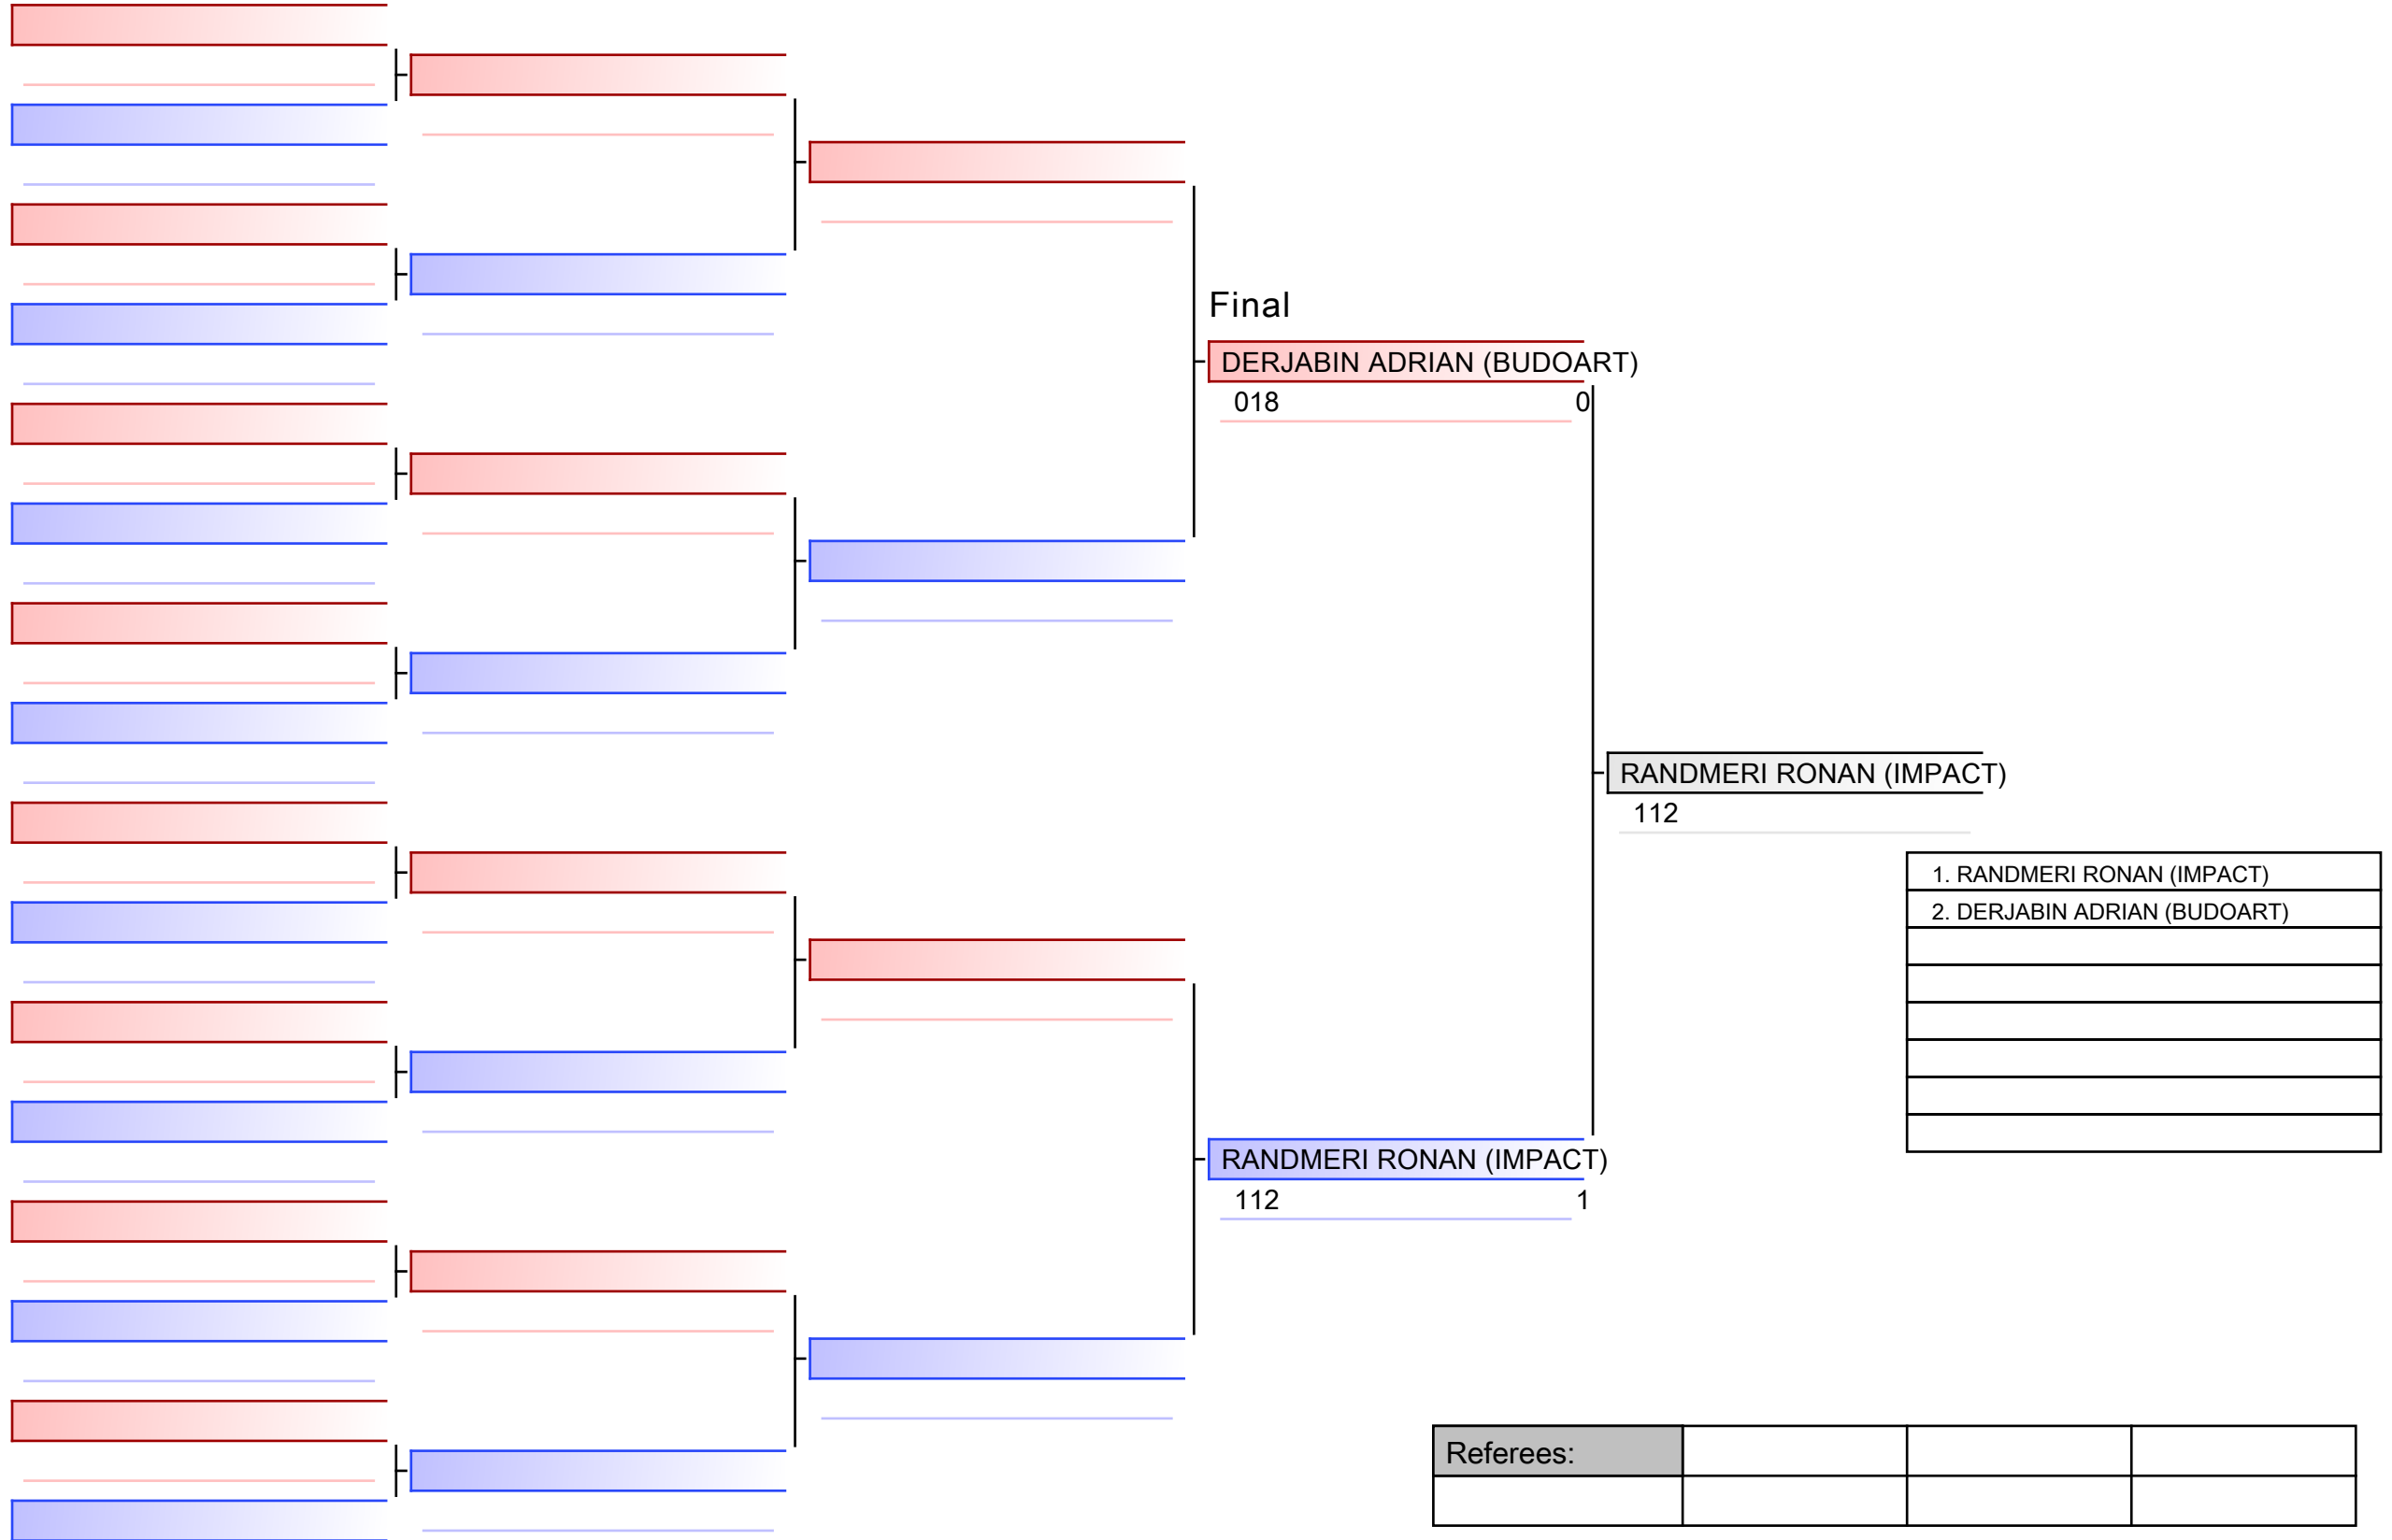 Final
DERJABIN ADRIAN (BUDOART)
018 0
RANDMERI RONAN (IMPACT)
112
1. RANDMERI RONAN (IMPACT)
2. DERJABIN ADRIAN (BUDOART)
RANDMERI RONAN (IMPACT)
112 1
Referees: